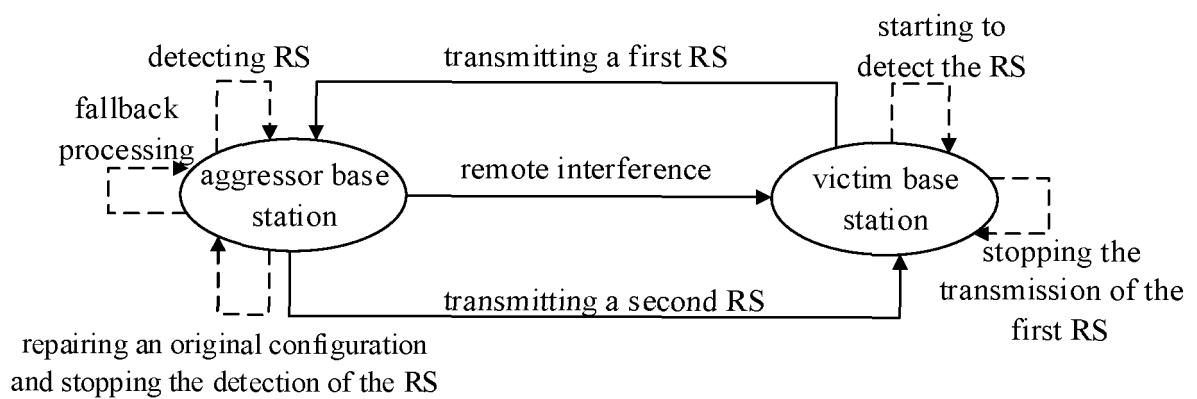 detecting RS
transmitting a first RS
starting to
detect the RS
fallback
processing
aggressor base
station
remote interference
victim base
station
stopping the
transmission of the
first RS
transmitting a second RS
repairing an original configuration
and stopping the detection of the RS